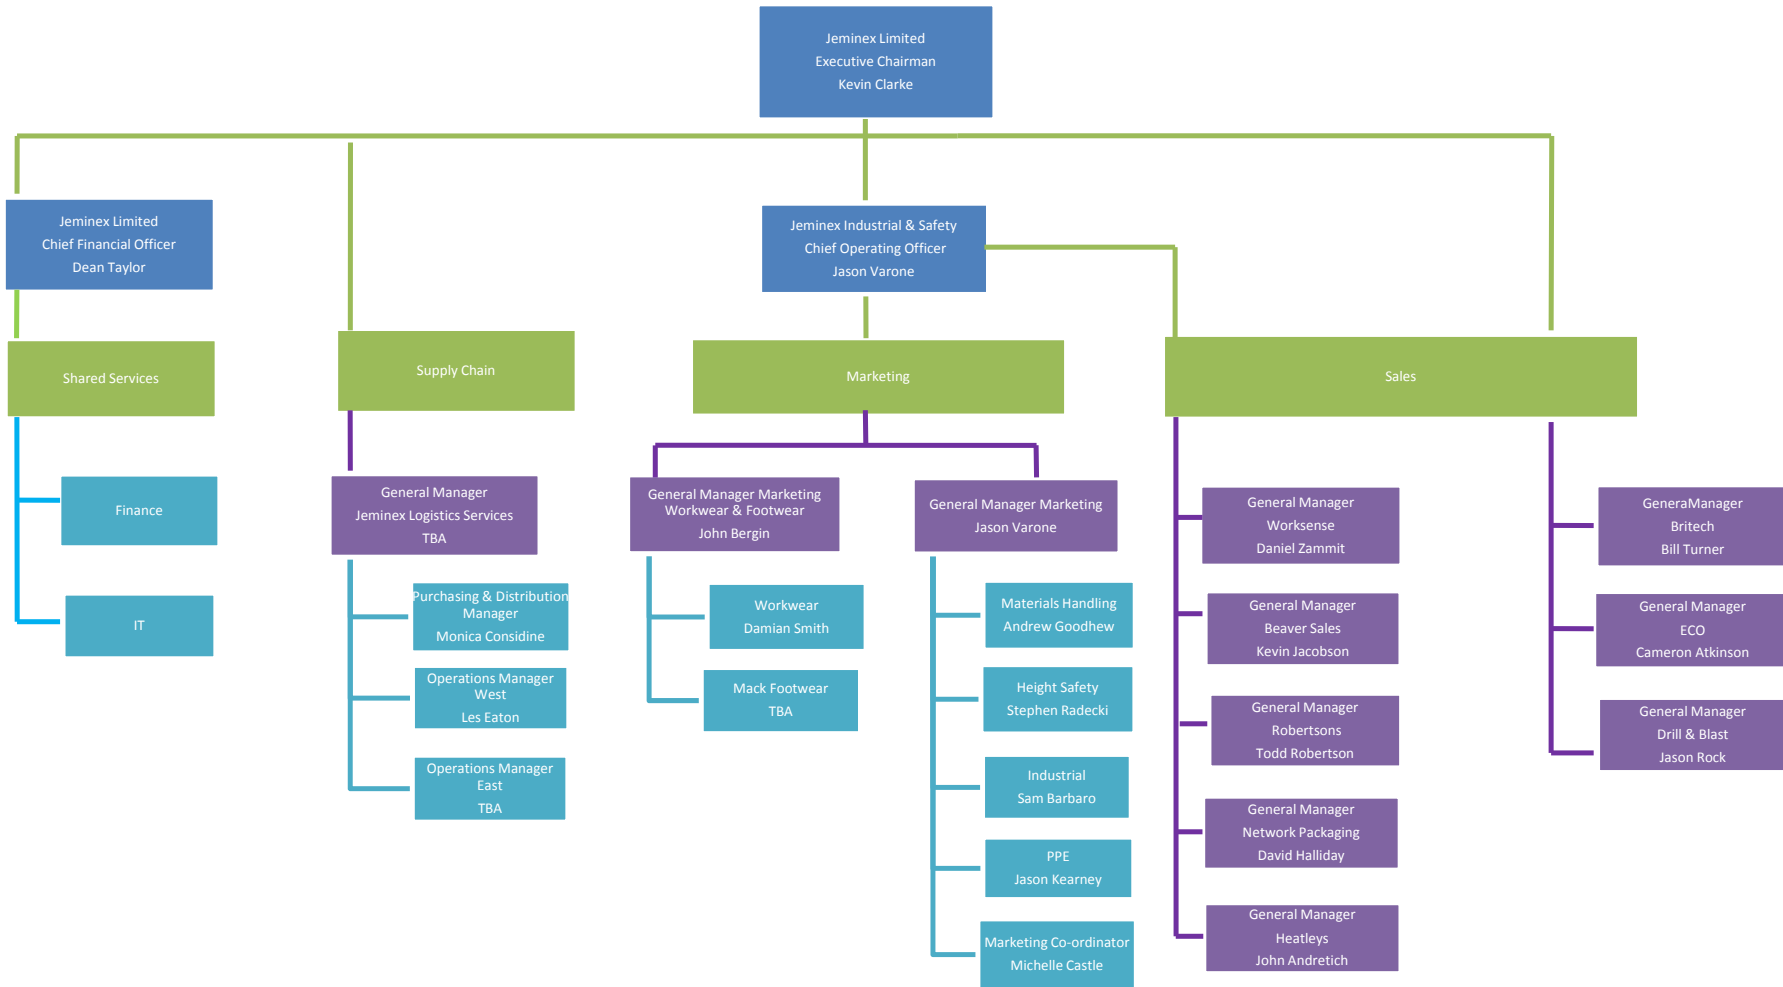 Jeminex Limited
Executive Chairman
Kevin Clarke
Jeminex Limited
Chief Financial Officer
Dean Taylor
Jeminex Industrial & Safety
Chief Operating Officer
Jason Varone
Shared Services
Supply Chain
Marketing
Sales
Finance
IT
General Manager
Jeminex Logistics Services
TBA
Purchasing & Distribution
Manager
Monica Considine
Operations Manager
West
Les Eaton
Operations Manager
East
TBA
General Manager Marketing
Workwear & Footwear
John Bergin
Workwear
Damian Smith
Mack Footwear
TBA
General Manager Marketing
Jason Varone
Materials Handling
Andrew Goodhew
Height Safety
Stephen Radecki
Industrial
Sam Barbaro
PPE
Jason Kearney
Marketing Co-ordinator
Michelle Castle
General Manager
Worksense
Daniel Zammit
General Manager
Beaver Sales
Kevin Jacobson
General Manager
Robertsons
Todd Robertson
General Manager
Network Packaging
David Halliday
General Manager
Heatleys
John Andretich
GeneraManager
Britech
Bill Turner
General Manager
ECO
Cameron Atkinson
General Manager
Drill & Blast
Jason Rock